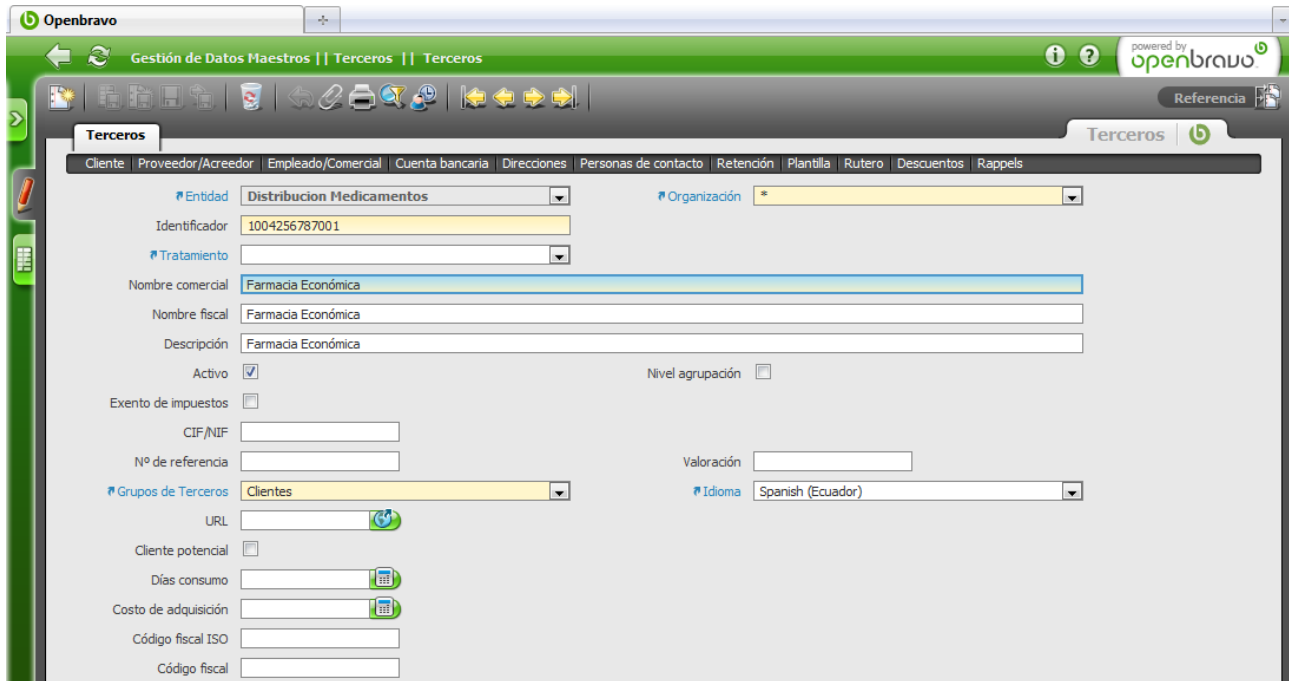 Openbravo
Gestión de Datos Maestros || Terceros || Terceros
powered by
openbravo
Referencia
Terceros
Terceros
Cliente | Proveedor/Acreedor | Empleado/Comercial | Cuenta bancaria | Direcciones | Personas de contacto | Retención | Plantilla | Rutero | Descuentos | Rappels
Entidad Distribucion Medicamentos Organización *
Identificador 1004256787001
Tratamiento
Nombre comercial Farmacia Económica
Nombre fiscal Farmacia Económica
Descripción Farmacia Económica
Activo Nivel agrupación
Exento de impuestos
CIF/NIF
Nº de referencia Valoración
Grupos de Terceros Clientes Idioma Spanish (Ecuador)
URL
Cliente potencial
Días consumo
Costo de adquisición
Código fiscal ISO
Código fiscal